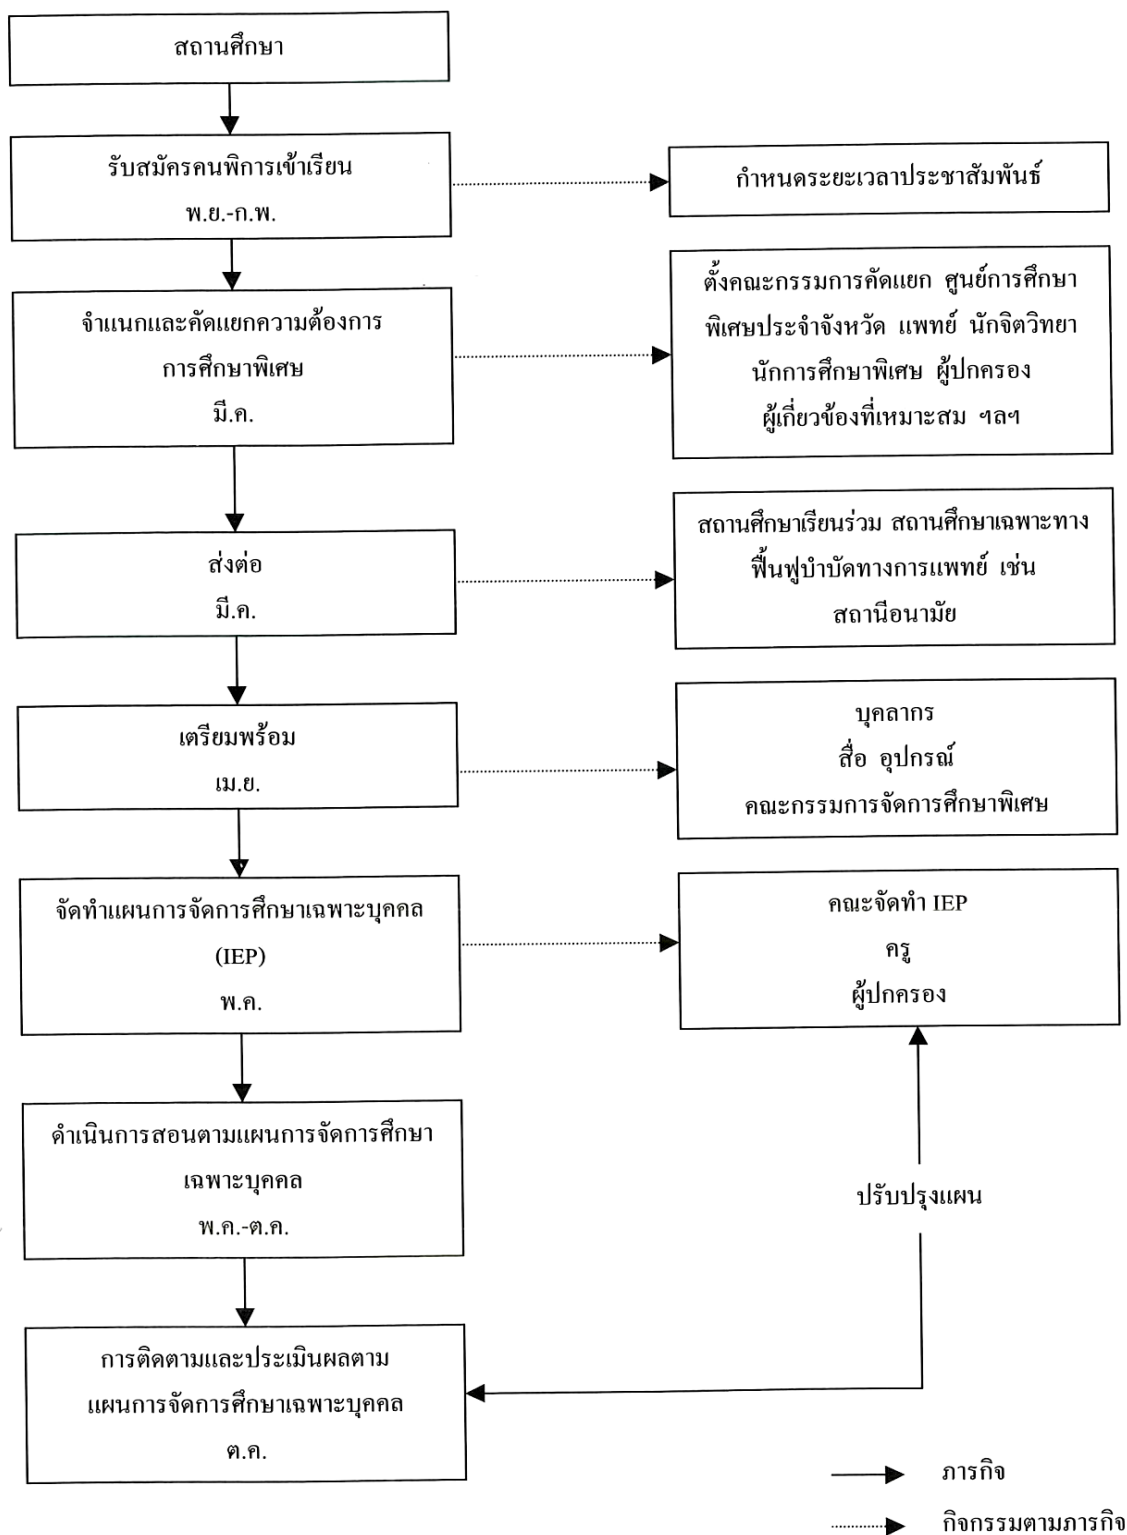 สถานศึกษา
รับสมัครคนพิการเข้าเรียน
พ.ย.-ก.พ.
กำหนดระยะเวลาประชาสัมพันธ์
จำแนกและคัดแยกความต้องการ
การศึกษาพิเศษ
มี.ค.
ตั้งคณะกรรมการคัดแยก ศูนย์การศึกษา
พิเศษประจำจังหวัด แพทย์ นักจิตวิทยา
นักการศึกษาพิเศษ ผู้ปกครอง
ผู้เกี่ยวข้องที่เหมาะสม ฯลฯ
ส่งต่อ
มี.ค.
สถานศึกษาเรียนร่วม สถานศึกษาเฉพาะทาง
ฟื้นฟูบำบัดทางการแพทย์ เช่น
สถานีอนามัย
เตรียมพร้อม
เม.ย.
บุคลากร
สื่อ อุปกรณ์
คณะกรรมการจัดการศึกษาพิเศษ
จัดทำแผนการจัดการศึกษาเฉพาะบุคคล
(IEP)
พ.ค.
คณะจัดทำ IEP
ครู
ผู้ปกครอง
ดำเนินการสอนตามแผนการจัดการศึกษา
เฉพาะบุคคล
พ.ค.-ต.ค.
ปรับปรุงแผน
การติดตามและประเมินผลตาม
แผนการจัดการศึกษาเฉพาะบุคคล
ต.ค.
ภารกิจ
กิจกรรมตามภารกิจ